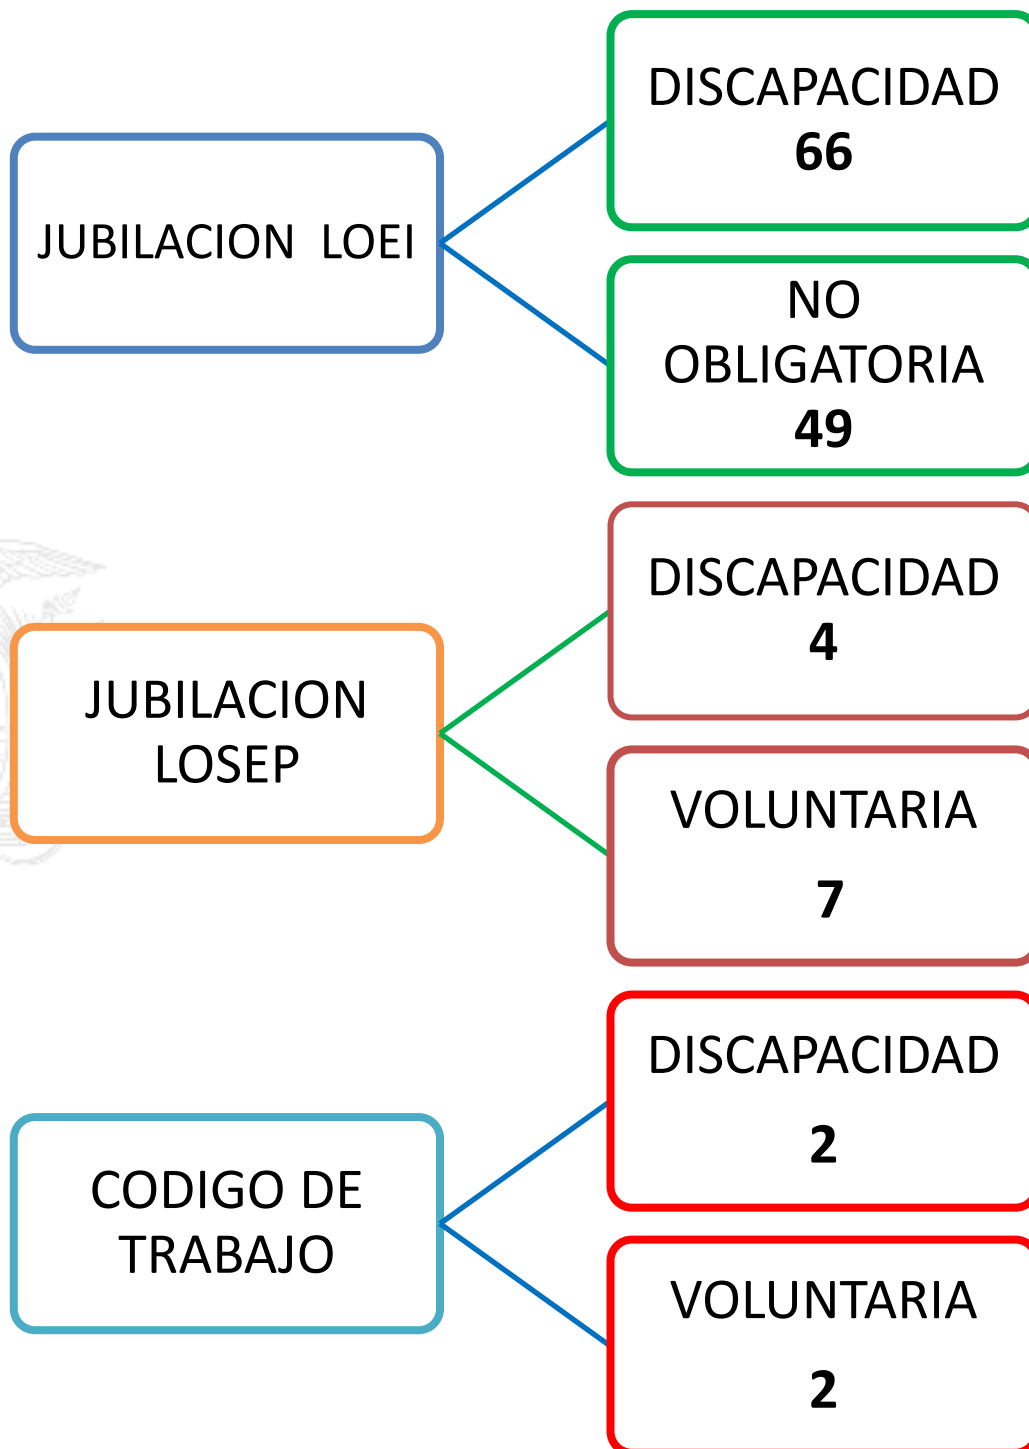 JUBILACION  LOEI
DISCAPACIDAD
66
NO
OBLIGATORIA
49
JUBILACION
LOSEP
DISCAPACIDAD
4
VOLUNTARIA
7
CODIGO DE
TRABAJO
DISCAPACIDAD
2
VOLUNTARIA
2